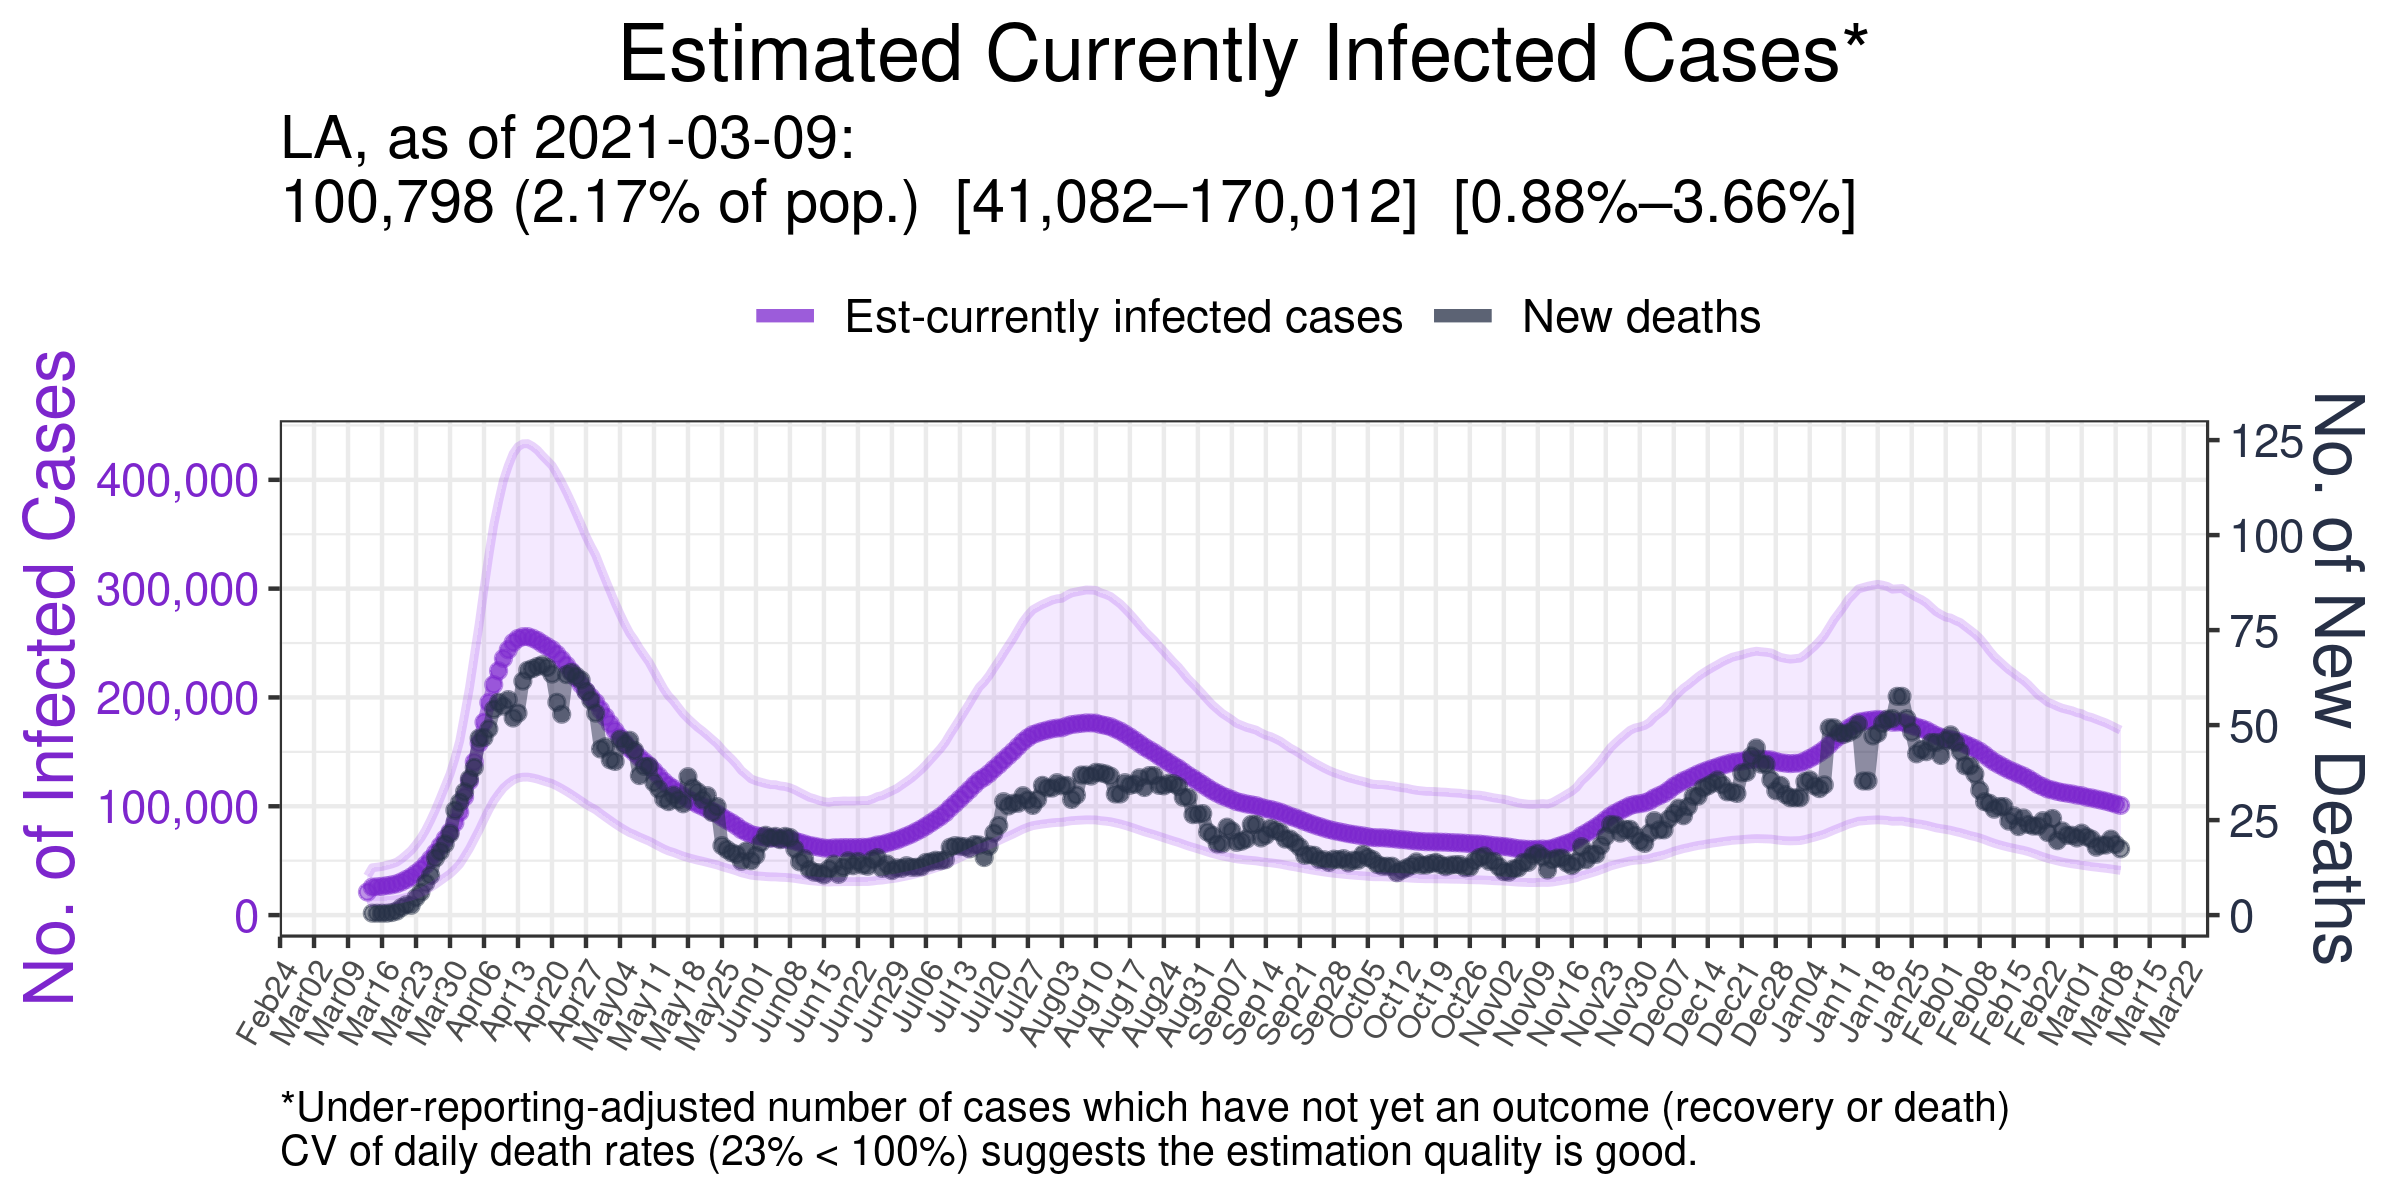 Estimated Currently Infected Cases*
LA, as of 2021-03-09:
100,798 (2.17% of pop.)  [41,082–170,012]  [0.88%–3.66%]
Est-currently infected cases
New deaths
No. of Infected Cases
400,000
300,000
200,000
100,000
0
No. of New Deaths
125
100
75
50
25
0
Feb24
Mar02
Mar09
Mar16
Mar23
Mar30
Apr06
Apr13
Apr20
Apr27
May04
May11
May18
May25
Jun01
Jun08
Jun15
Jun22
Jun29
Jul06
Jul13
Jul20
Jul27
Aug03
Aug10
Aug17
Aug24
Aug31
Sep07
Sep14
Sep21
Sep28
Oct05
Oct12
Oct19
Oct26
Nov02
Nov09
Nov16
Nov23
Nov30
Dec07
Dec14
Dec21
Dec28
Jan04
Jan11
Jan18
Jan25
Feb01
Feb08
Feb15
Feb22
Mar01
Mar08
Mar15
Mar22
*Under-reporting-adjusted number of cases which have not yet an outcome (recovery or death)
CV of daily death rates (23% < 100%) suggests the estimation quality is good.